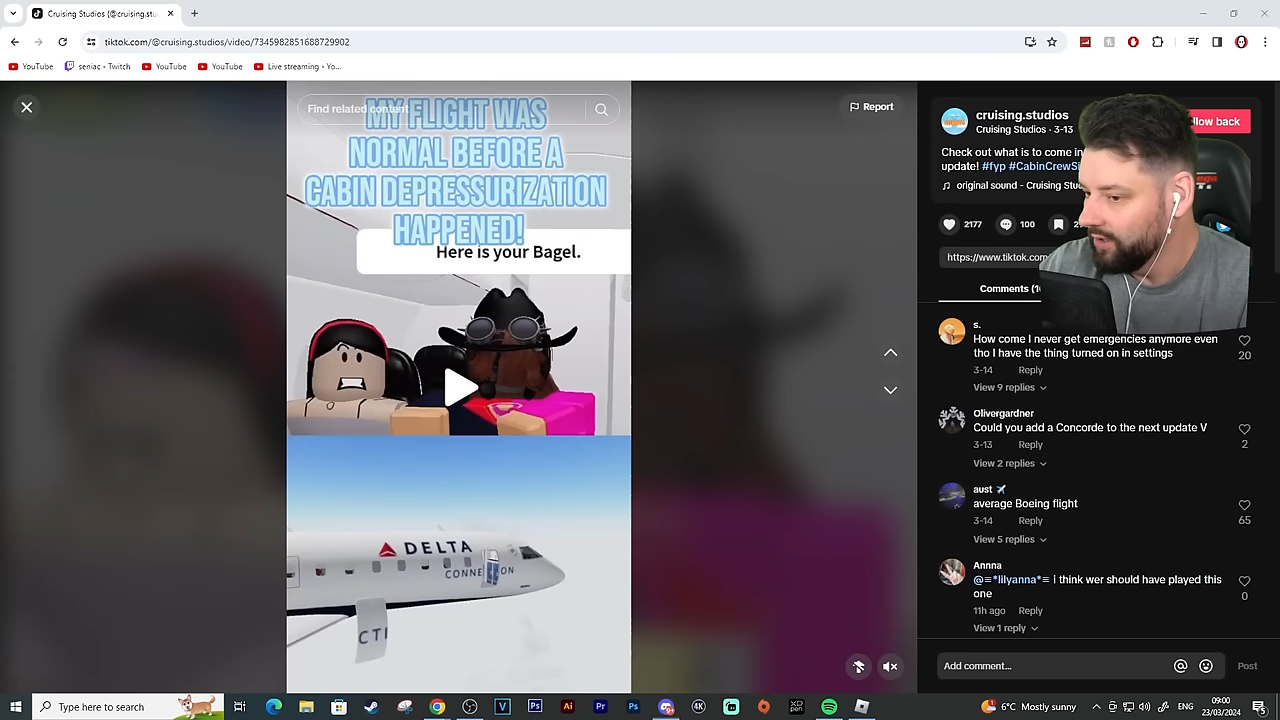 Cruising Studios (@cruising.stu
tiktok.com/@cruising.studios/video/7345982851688729902
YouTube
seniac - Twitch
YouTube
YouTube
Live streaming - Yo...
Find related content
Report
MY FLIGHT WAS
NORMAL BEFORE A
CABIN DEPRESSURIZATION
HAPPENED!
Here is your Bagel.
DELTA
CONNECTION
CTI
cruising.studios
Cruising Studios · 3-13
llow back
Check out what is to come in
update! #fyp #CabinCrewSi
original sound - Cruising Stu
2177
100
https://www.tiktok.com
Comments (1
s.
How come I never get emergencies anymore even
tho I have the thing turned on in settings
20
3-14
Reply
View 9 replies
Olivergardner
Could you add a Concorde to the next update V
2
3-13
Reply
View 2 replies
aust
average Boeing flight
65
3-14
Reply
View 5 replies
Annna
@≡*lilyanna*≡ i think wer should have played this
one
0
11h ago
Reply
View 1 reply
Add comment...
Post
Type here to search
6°C Mostly sunny
ENG
09:00
23/03/2024